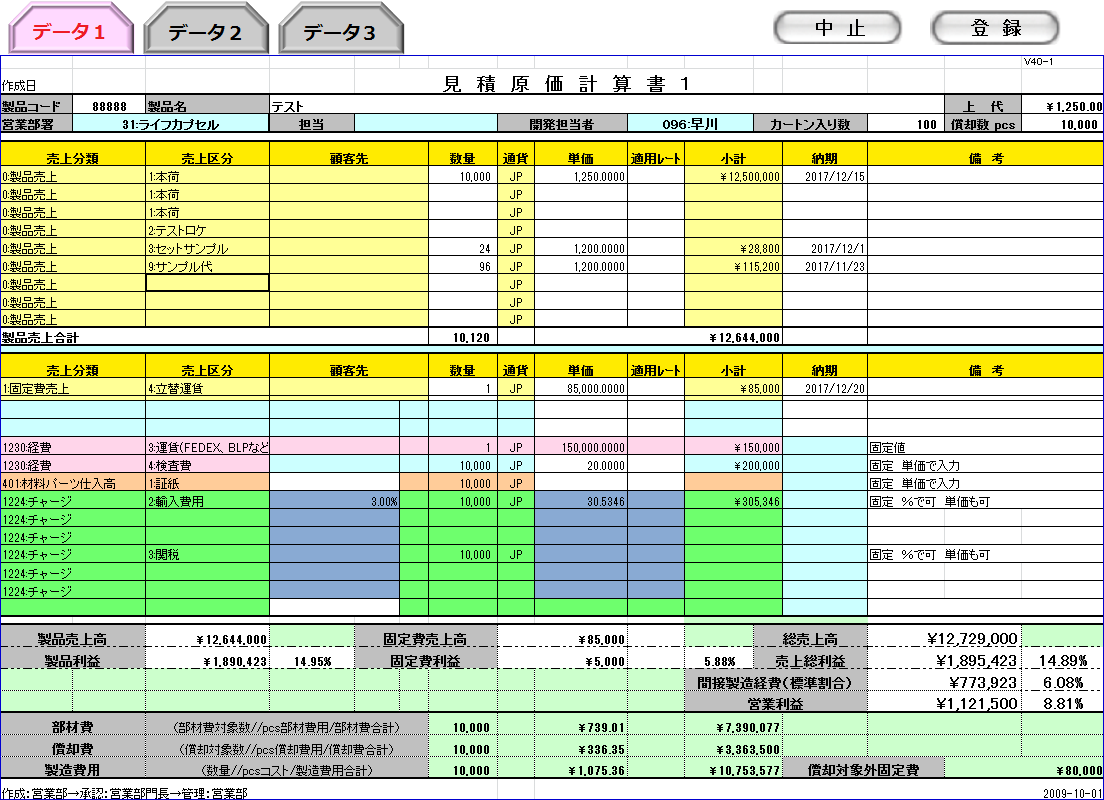 データ1 データ2 データ3 中止 登録
V40-1
作成日 見積原価計算書1
製品コード 88888 製品名 テスト 上代 ¥1,250.00
営業部署 31:ライフカプセル 担当 開発担当者 096:早川 カートン入り数 100 償却数 pcs 10,000
売上分類 売上区分 顧客先 数量 通貨 単価 適用レート 小計 納期 備考
0:製品売上 1:本荷 10,000 JP 1,250.0000 ¥12,500,000 2017/12/15
0:製品売上 1:本荷 JP
0:製品売上 1:本荷 JP
0:製品売上 2:テストロケ JP
0:製品売上 3:セットサンプル 24 JP 1,200.0000 ¥28,800 2017/12/1
0:製品売上 9:サンプル代 96 JP 1,200.0000 ¥115,200 2017/11/23
0:製品売上 JP
0:製品売上 JP
0:製品売上 JP
製品売上合計 10,120 ¥12,644,000
売上分類 売上区分 顧客先 数量 通貨 単価 適用レート 小計 納期 備考
1:固定費売上 4:立替運賃 1 JP 85,000.0000 ¥85,000 2017/12/20
1230:経費 3:運賃(FEDEX、BLPなど 1 JP 150,000.0000 ¥150,000 固定値
1230:経費 4:検査費 10,000 JP 20.0000 ¥200,000 固定 単価で入力
401:材料パーツ仕入高 1:証紙 10,000 JP 固定 単価で入力
1224:チャージ 2:輸入費用 3.00% 10,000 JP 30.5346 ¥305,346 固定 %で可 単価も可
1224:チャージ
1224:チャージ
1224:チャージ 3:関税 10,000 JP 固定 %で可 単価も可
1224:チャージ
1224:チャージ
製品売上高 ¥12,644,000 固定費売上高 ¥85,000 総売上高 ¥12,729,000
製品利益 ¥1,890,423 14.95% 固定費利益 ¥5,000 5.88% 売上総利益 ¥1,895,423 14.89%
間接製造経費(標準割合) ¥773,923 6.08%
営業利益 ¥1,121,500 8.81%
部材費 (部材費対象数//pcs部材費用/部材費合計) 10,000 ¥739.01 ¥7,390,077
償却費 (償却対象数//pcs償却費用/償却費合計) 10,000 ¥336.35 ¥3,363,500
製造費用 (数量//pcsコスト/製造費用合計) 10,000 ¥1,075.36 ¥10,753,577 償却対象外固定費 ¥80,000
作成:営業部→承認:営業部門長→管理:営業部 2009-10-01